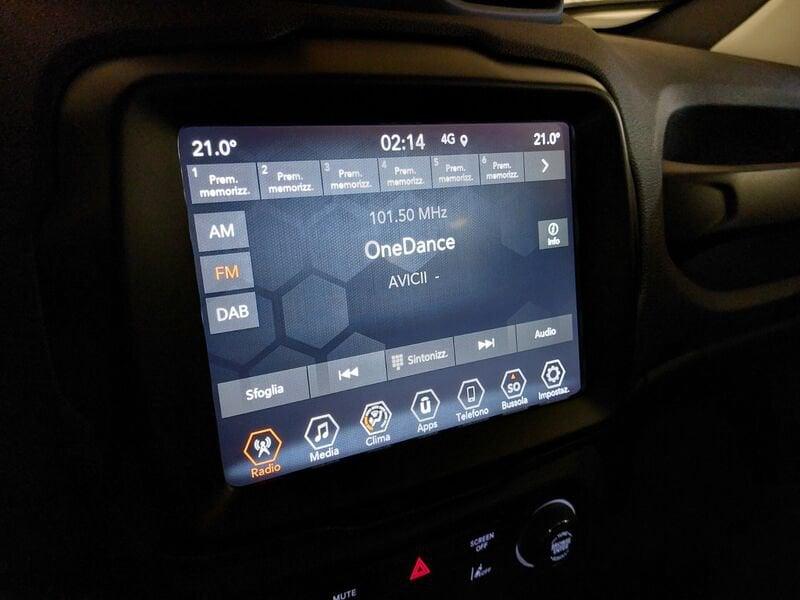 21.0°
02:14
4G
21.0°
1 Prem. memorizz.
2 Prem. memorizz.
3 Prem. memorizz.
4 Prem. memorizz.
5 Prem. memorizz.
6 Prem. memorizz.
101.50 MHz
AM
OneDance
i
Info
FM
AVICII -
DAB
Sfoglia
Sintonizz.
Audio
Radio
Media
Clima
Apps
Telefono
SO
Bussola
Impostaz.
SCREEN
OFF
OFF
MUTE